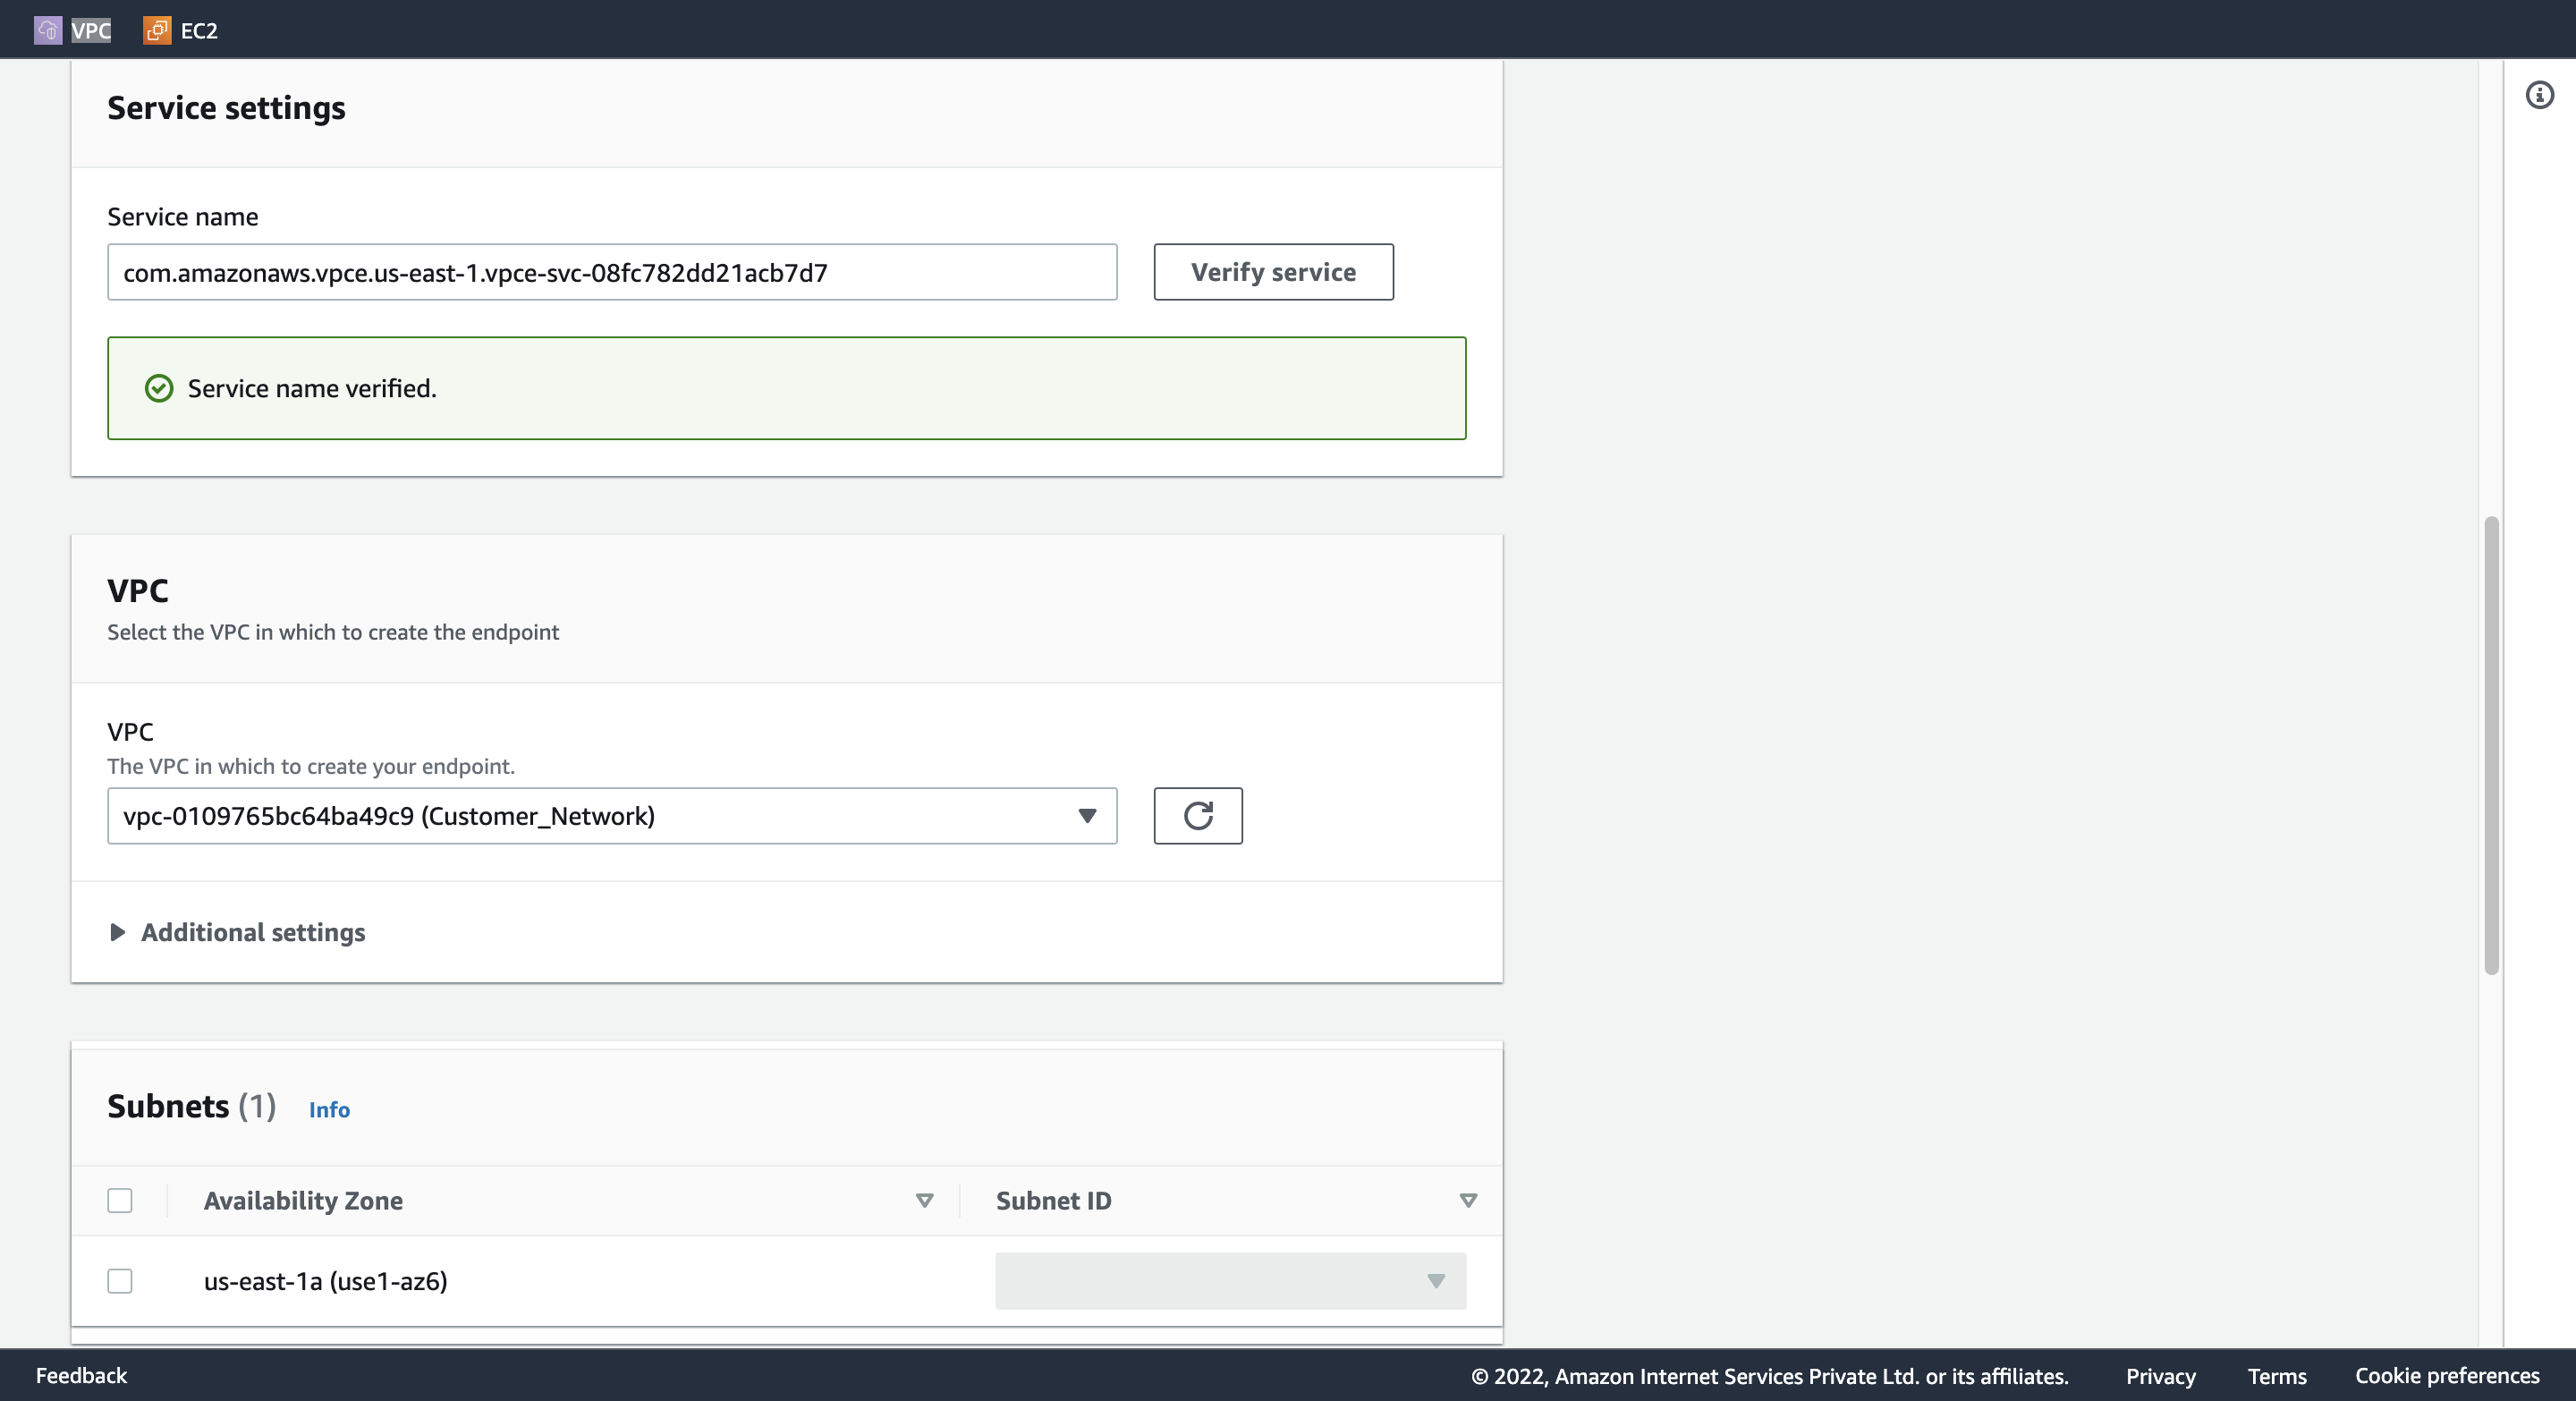 VPC EC2
Service settings
Service name
com.amazonaws.vpce.us-east-1.vpce-svc-08fc782dd21acb7d7 Verify service
Service name verified.
VPC
Select the VPC in which to create the endpoint
VPC
The VPC in which to create your endpoint.
vpc-0109765bc64ba49c9 (Customer_Network)
Additional settings
Subnets (1) Info
Availability Zone Subnet ID
us-east-1a (use1-az6)
Feedback © 2022, Amazon Internet Services Private Ltd. or its affiliates. Privacy Terms Cookie preferences